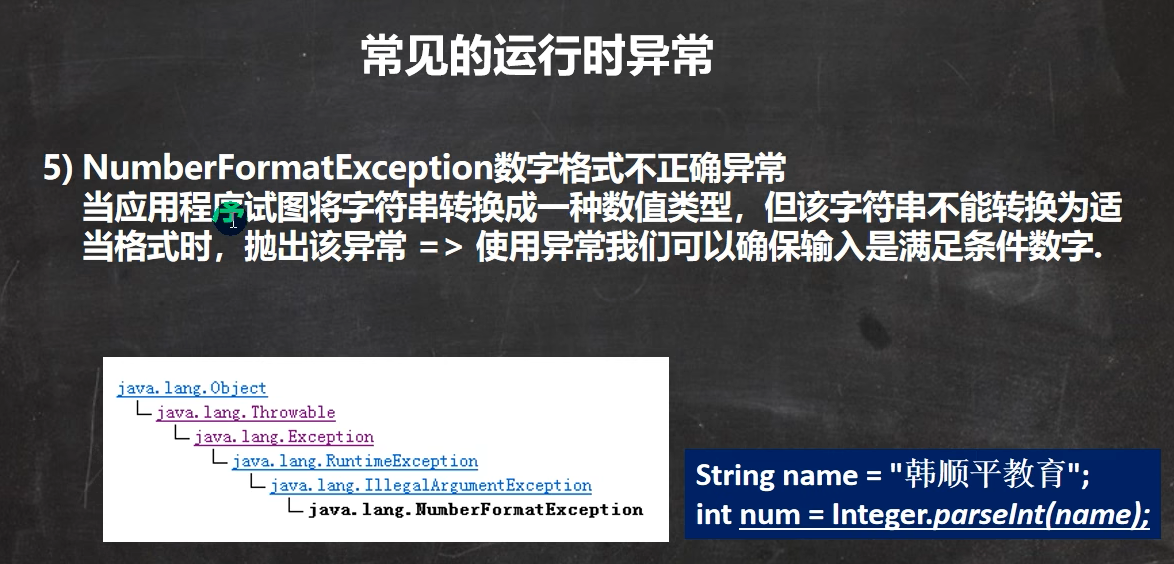 常见的运行时异常
5) NumberFormatException数字格式不正确异常
当应用程序试图将字符串转换成一种数值类型，但该字符串不能转换为适
当格式时，抛出该异常 => 使用异常我们可以确保输入是满足条件数字.
java.lang.Object
java.lang.Throwable
java.lang.Exception
java.lang.RuntimeException
java.lang.IllegalArgumentException
java.lang.NumberFormatException
String name = "韩顺平教育";
int num = Integer.parseInt(name);